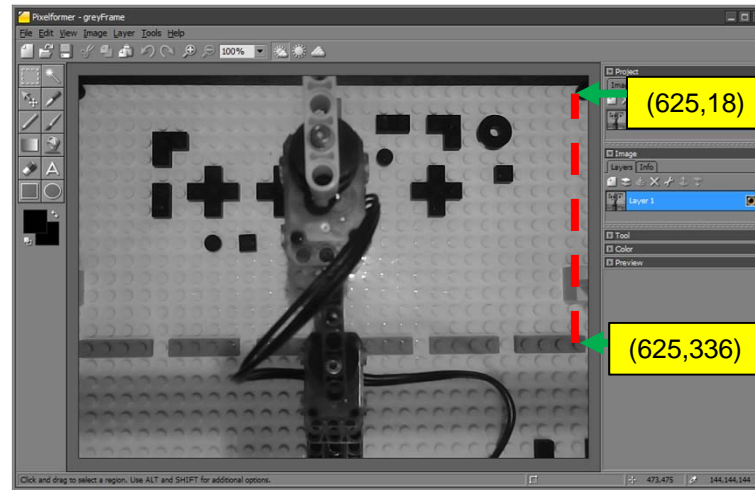 Pixelformer - greyFrame
File Edit View Image Layer Tools Help
100%
Project
(625,18)
Image
Layers Info
Layer 1
Tool
Color
Preview
(625,336)
Click and drag to select a region. Use ALT and SHIFT for additional options.
473,475 144,144,144